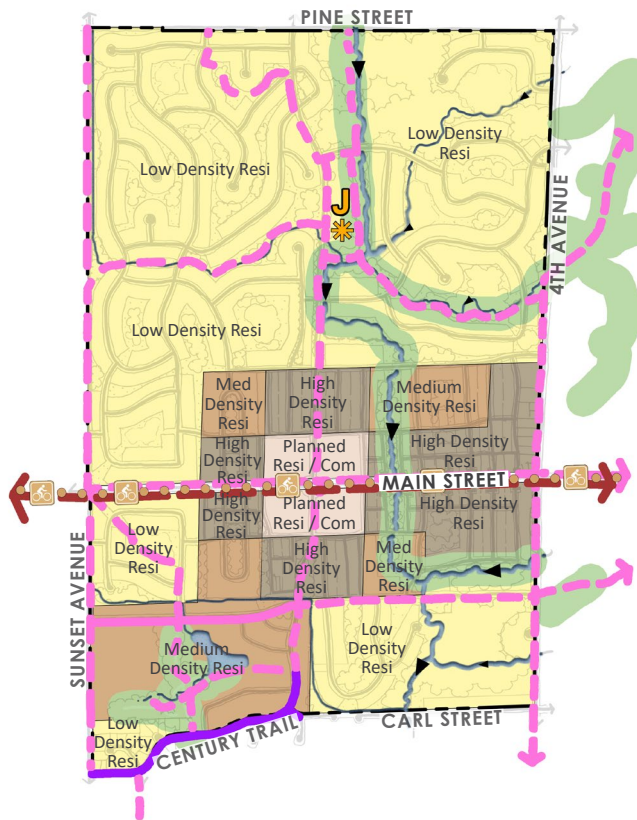 PINE STREET
Low Density
Resi
Low Density Resi
J
4TH AVENUE
Low Density Resi
Med
Density
Resi
High
Density
Resi
Medium
Density Resi
High
Density
Resi
Planned
Resi / Com
High Density
Resi
MAIN STREET
High
Density
Resi
Planned
Resi / Com
High Density
Resi
Low
Density
Resi
High
Density
Resi
Med
Density
Resi
SUNSET AVENUE
Medium
Density Resi
Low
Density
Resi
Low
Density
Resi
CENTURY TRAIL
CARL STREET